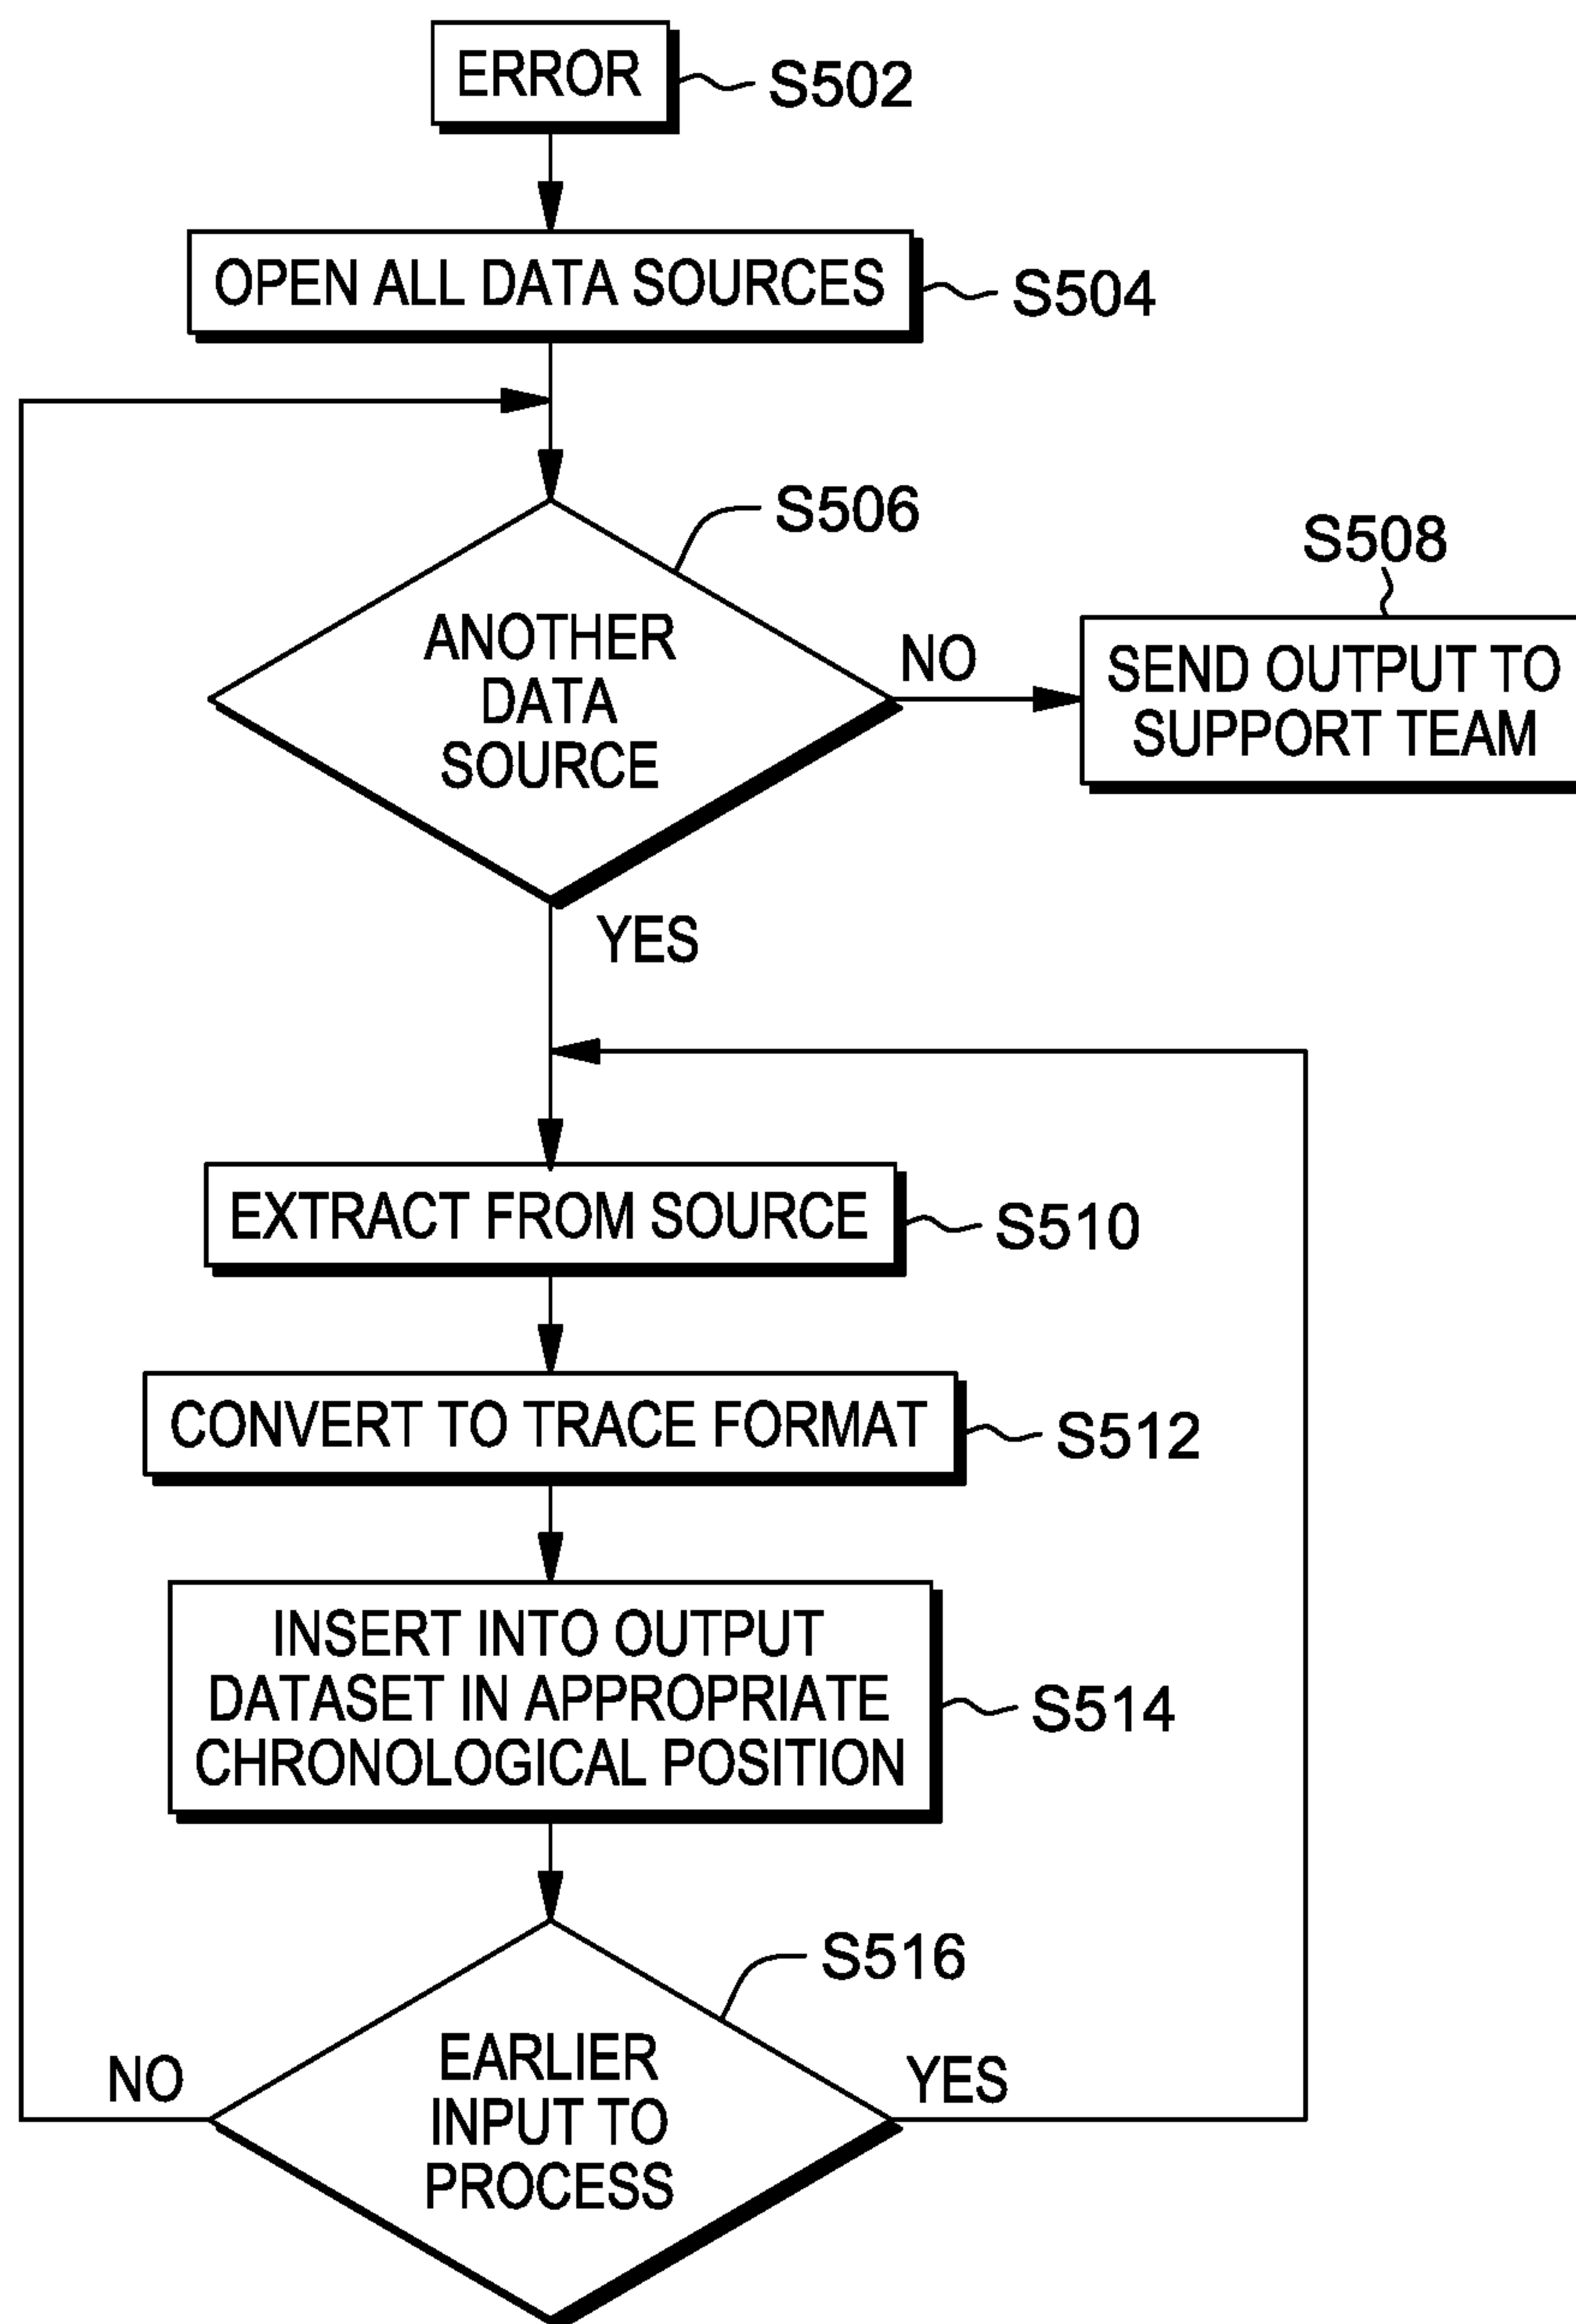 ERROR
S502
OPEN ALL DATA SOURCES
S504
S506
ANOTHER
DATA
SOURCE
NO
S508
SEND OUTPUT TO
SUPPORT TEAM
YES
EXTRACT FROM SOURCE
S510
CONVERT TO TRACE FORMAT
S512
INSERT INTO OUTPUT
DATASET IN APPROPRIATE
CHRONOLOGICAL POSITION
S514
S516
EARLIER
INPUT TO
PROCESS
NO
YES